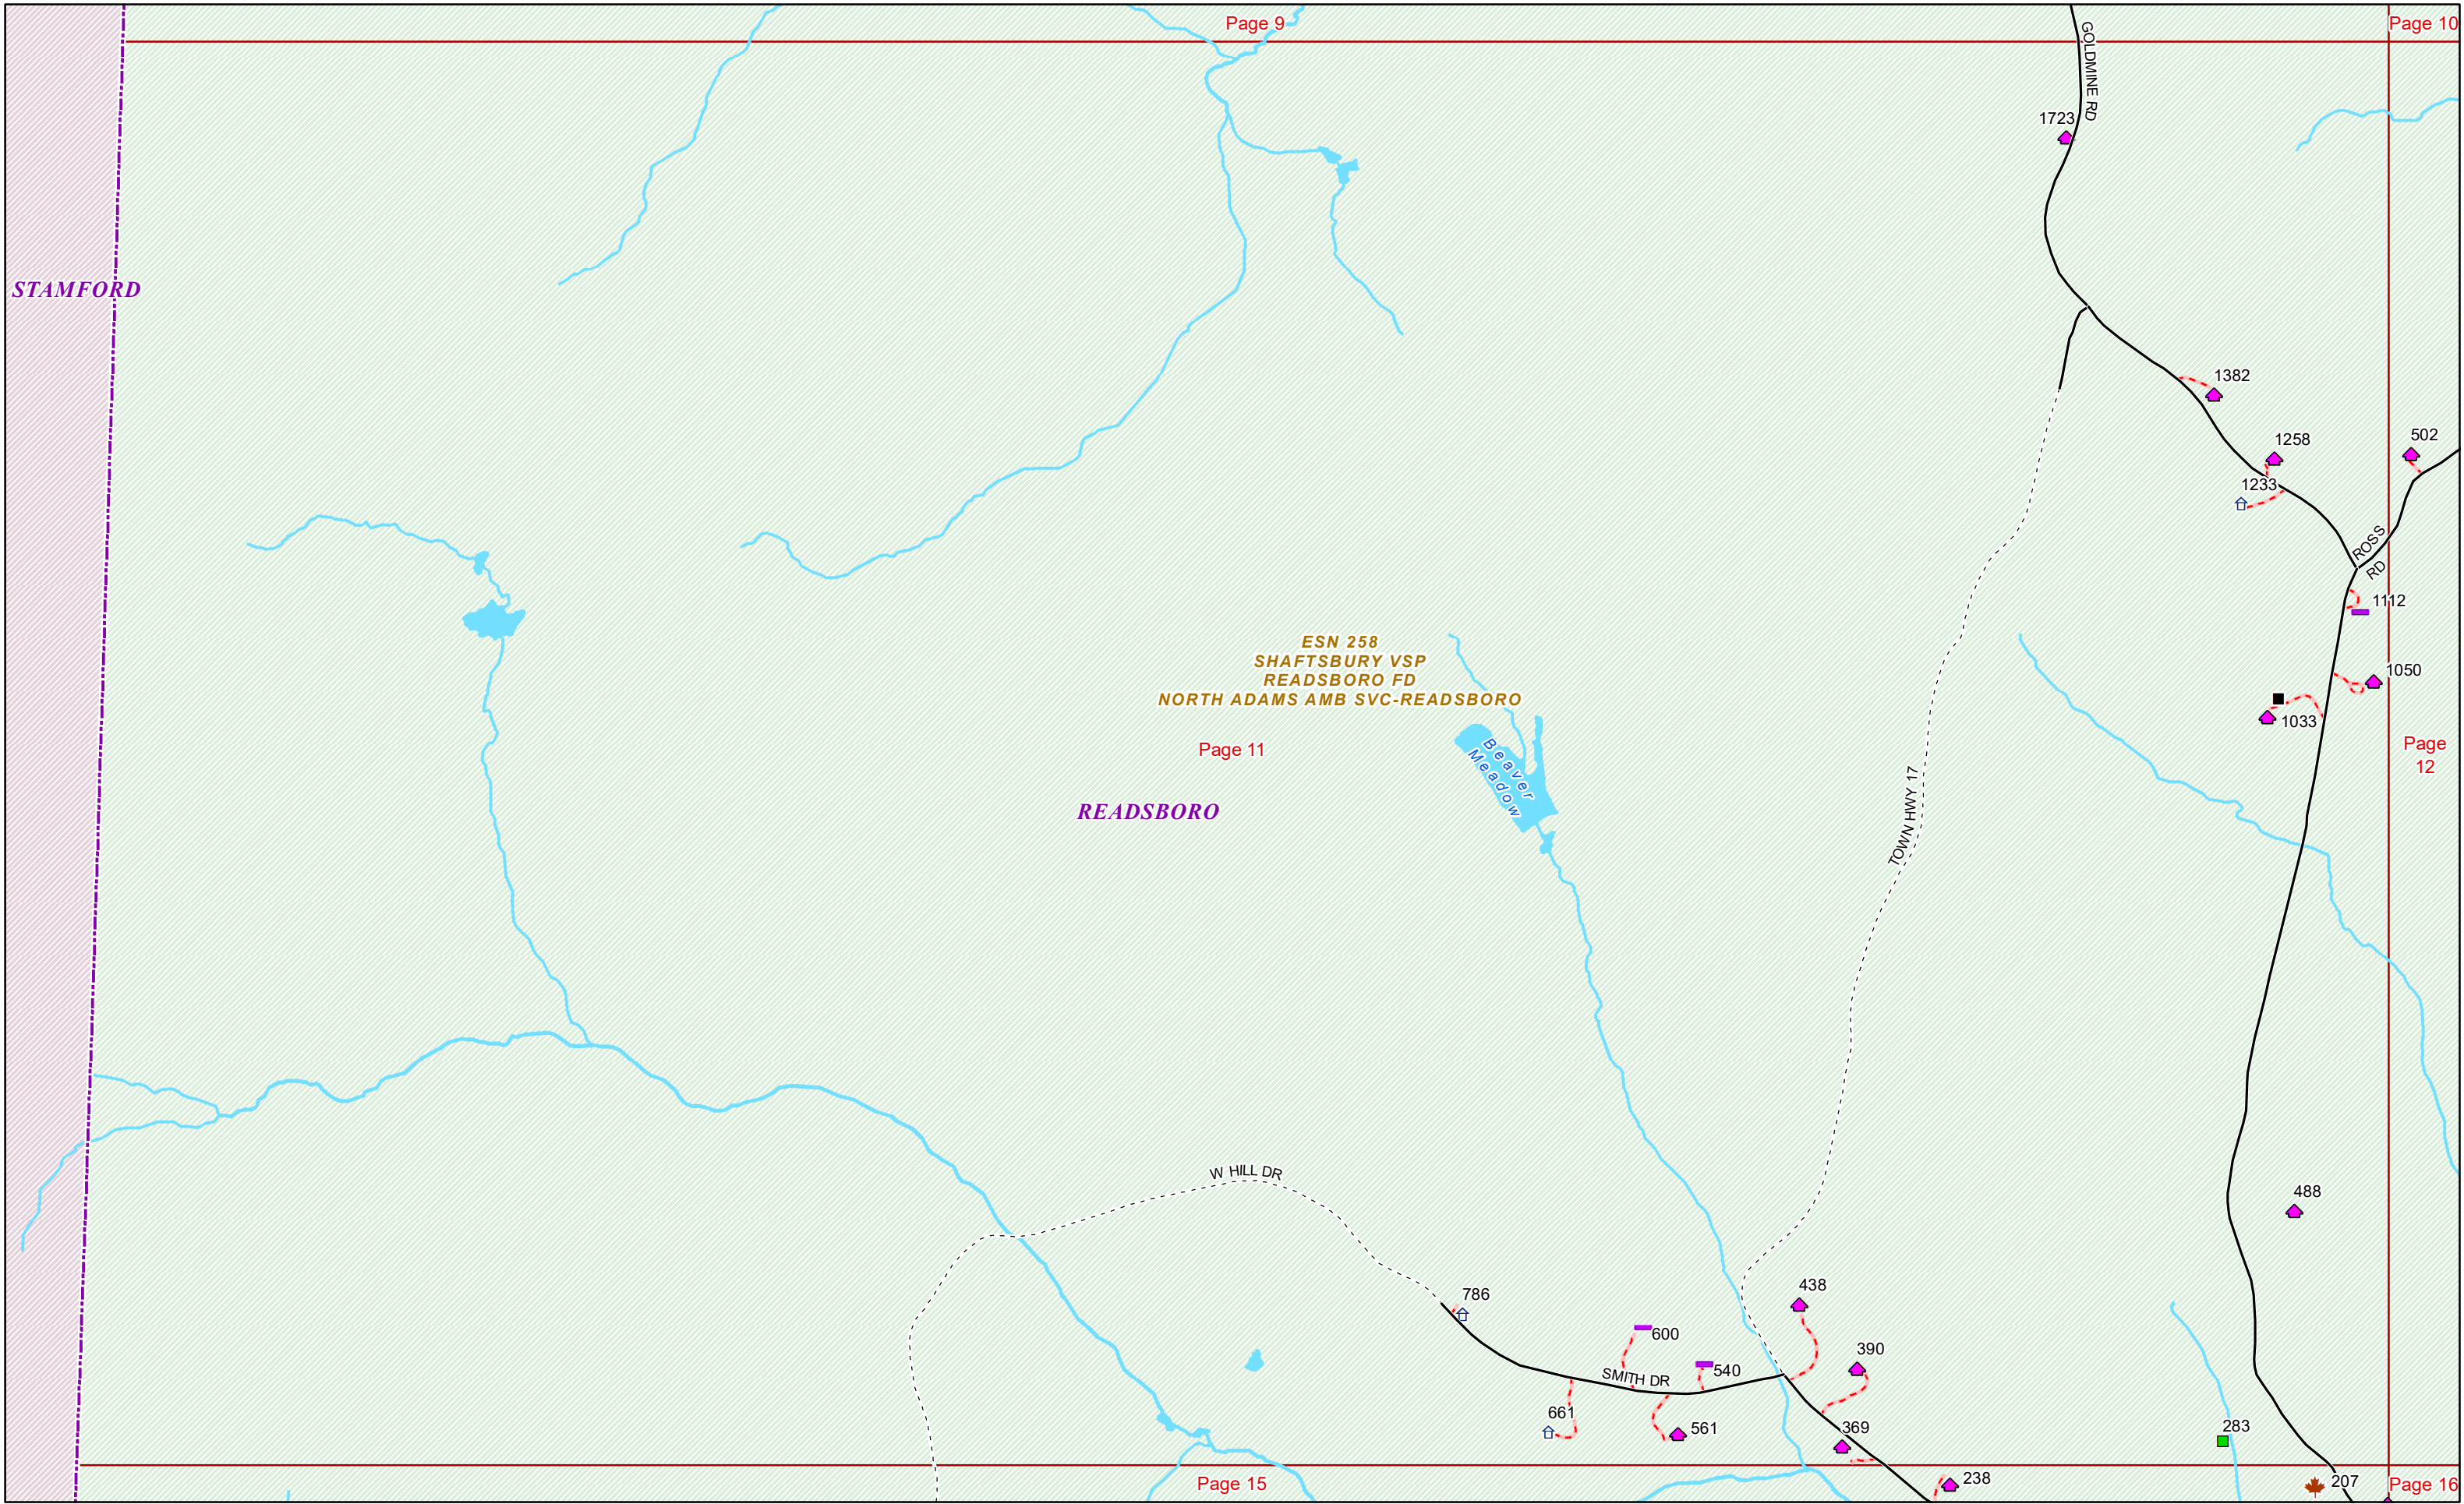 Page 9
Page 10
GOLDMINE RD
1723
STAMFORD
1382
502
1258
1233
ROSS
RD
1112
ESN 258
SHAFTSBURY VSP
READSBORO FD
NORTH ADAMS AMB SVC-READSBORO
1050
1033
Page 11
Page
12
Beaver
Meadow
READSBORO
TOWN HWY 17
W HILL DR
488
786
438
600
390
540
SMITH DR
661
561
369
283
Page 15
238
207
Page 16